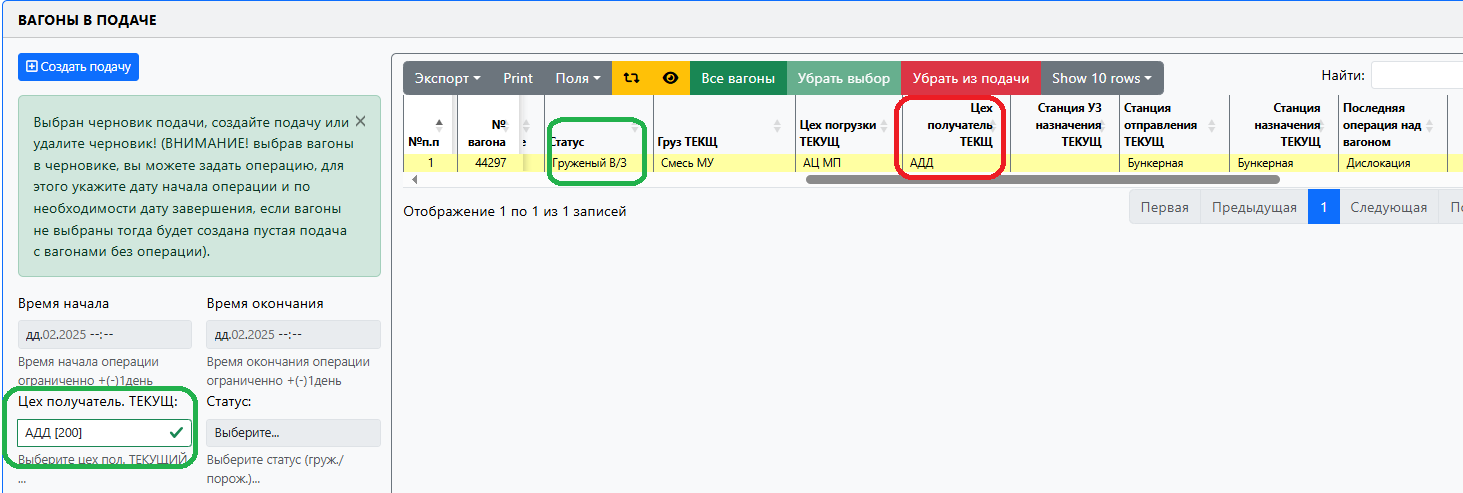 ВАГОНЫ В ПОДАЧЕ
Создать подачу
Выбран черновик подачи, создайте подачу или
удалите черновик! (ВНИМАНИЕ! выбрав вагоны
в черновике, вы можете задать операцию, для
этого укажите дату начала операции и по
необходимости дату завершения, если вагоны
не выбраны тогда будет создана пустая подача
с вагонами без операции).
Время начала
Время окончания
дд.02.2025 --:--
дд.02.2025 --:--
Время начала операции
ограниченно +(-)1день
Время окончания операции
ограниченно +(-)1день
Цех получатель. ТЕКУЩ:
Статус:
АДД [200]
Выберите...
Выберите цех пол. ТЕКУЩИЙ
...
Выберите статус (груж./
порож.)...
Экспорт Print Поля Все вагоны Убрать выбор Убрать из подачи Show 10 rows
Найти:
№п.п
№
вагона
Статус
Груз ТЕКЩ
Цех погрузки
ТЕКУЩ
Цех
получатель
ТЕКЩ
Станция УЗ
назначения
ТЕКУЩ
Станция
отправления
ТЕКУЩ
Станция
назначения
ТЕКУЩ
Последняя
операция над
вагоном
1 44297 Груженый В/З Смесь МУ АЦ МП АДД Бункерная Бункерная Дислокация
Отображение 1 по 1 из 1 записей
Первая Предыдущая 1 Следующая